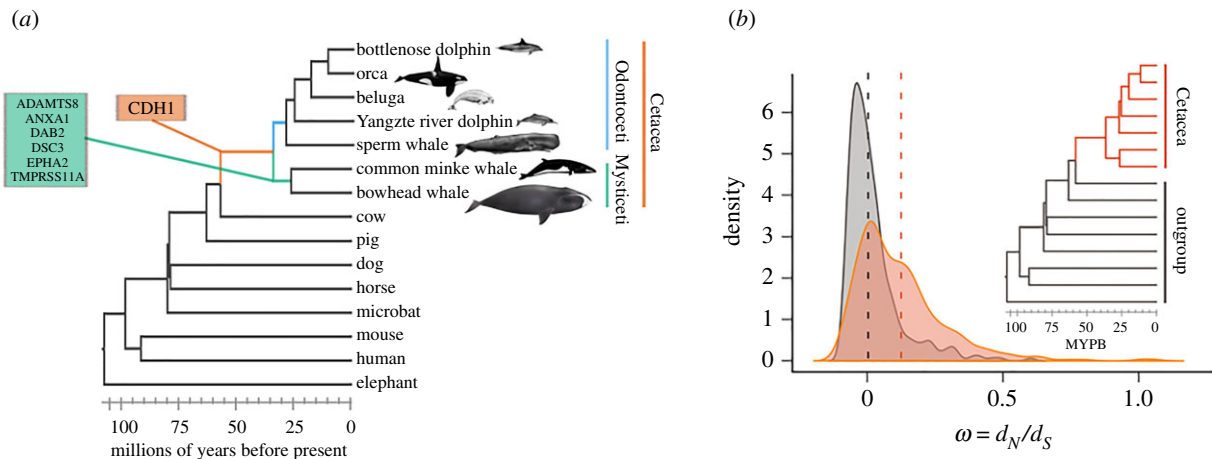 (a)
ADAMTS8
ANXA1
DAB2
DSC3
EPHA2
TMPRSS11A
CDH1
bottlenose dolphin
orca
beluga
Yangzte river dolphin
sperm whale
common minke whale
bowhead whale
cow
pig
dog
horse
microbat
mouse
human
elephant
Odontoceti
Mysticeti
Cetacea
100 75 50 25 0
millions of years before present
(b)
density
6
5
4
3
2
1
0
0 0.5 1.0
ω = dN/dS
Cetacea
outgroup
100 75 50 25 0
MYPB